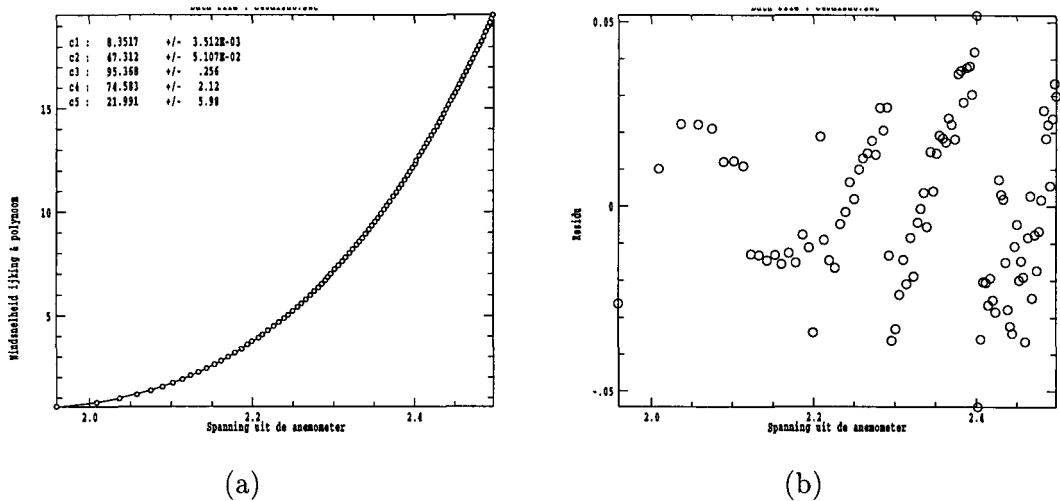 c1 : 8.3517 +/- 3.512E-03
c2 : 47.312 +/- 5.107E-02
c3 : 95.368 +/- .256
c4 : 74.583 +/- 2.12
c5 : 21.991 +/- 5.98
Windsnelheid ijking & polynoom
15
10
5
2.0 2.2 2.4
Spanning uit de anemometer
(a)
Residu
0.05
0
-.05
2.0 2.2 2.4
Spanning uit de anemometer
(b)